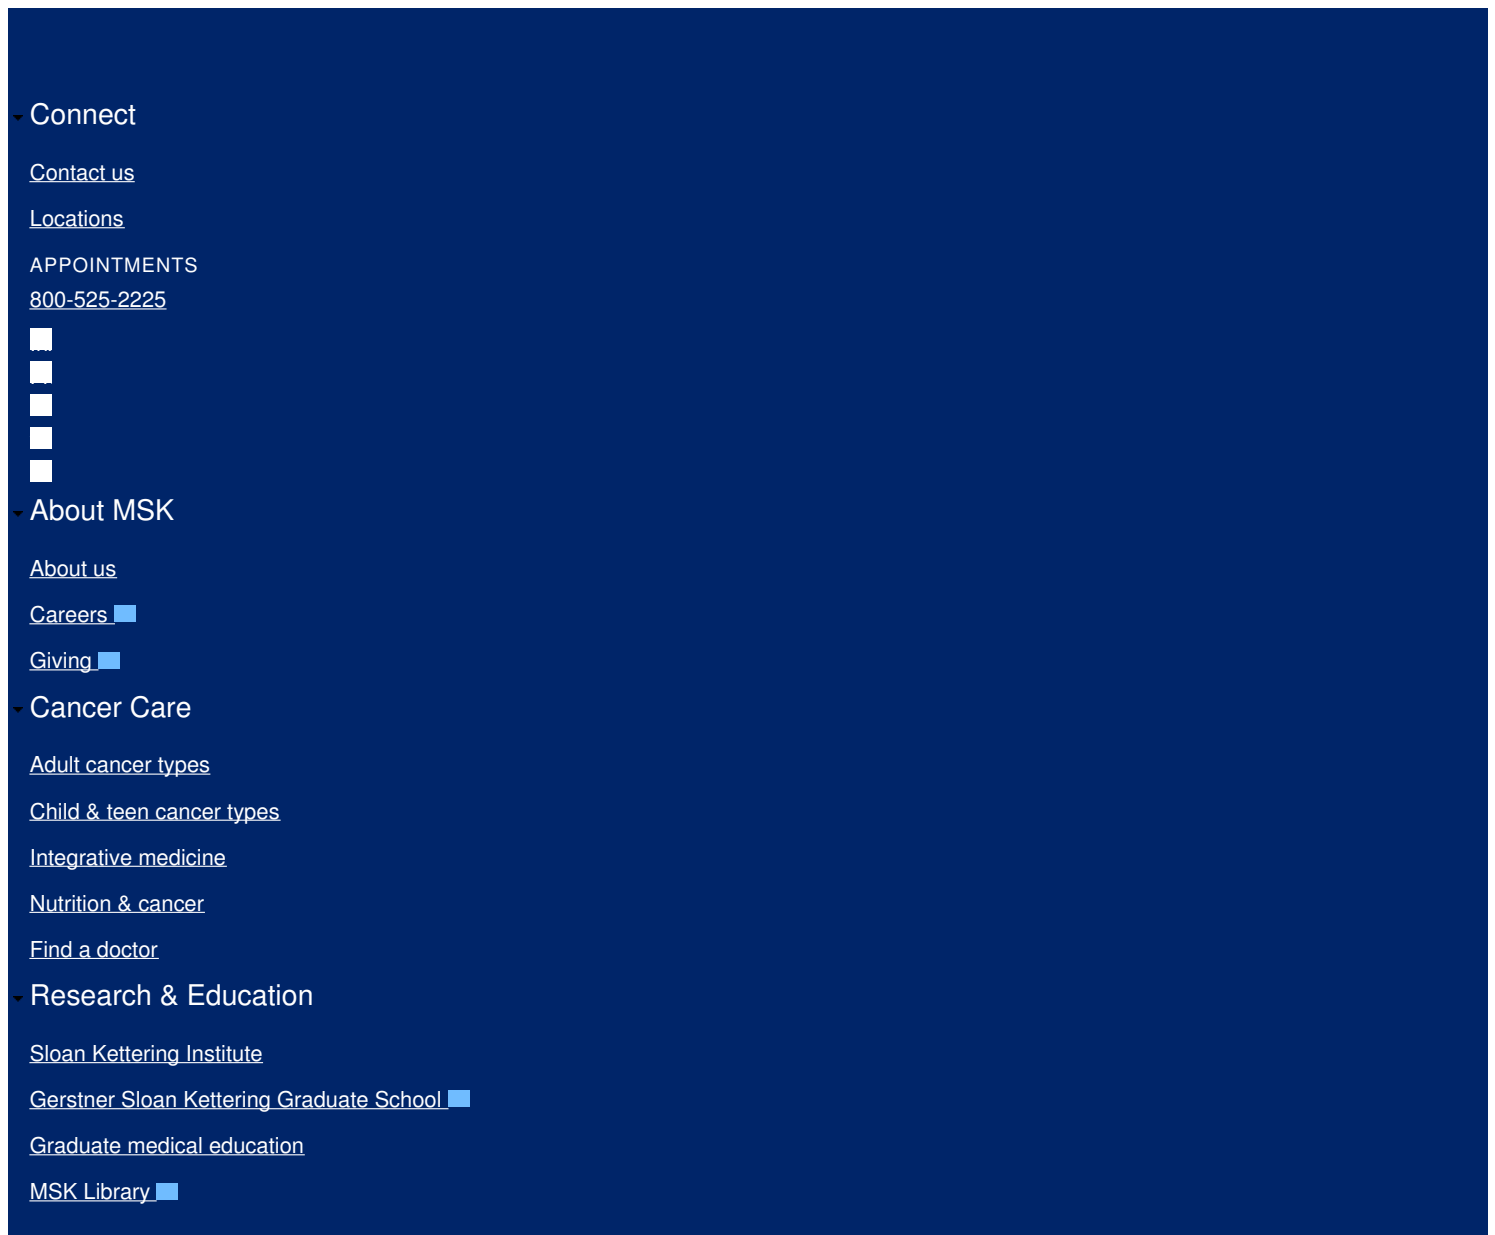 Connect
Contact us
Locations
APPOINTMENTS
800-525-2225
About MSK
About us
Careers
Giving
Cancer Care
Adult cancer types
Child & teen cancer types
Integrative medicine
Nutrition & cancer
Find a doctor
Research & Education
Sloan Kettering Institute
Gerstner Sloan Kettering Graduate School
Graduate medical education
MSK Library